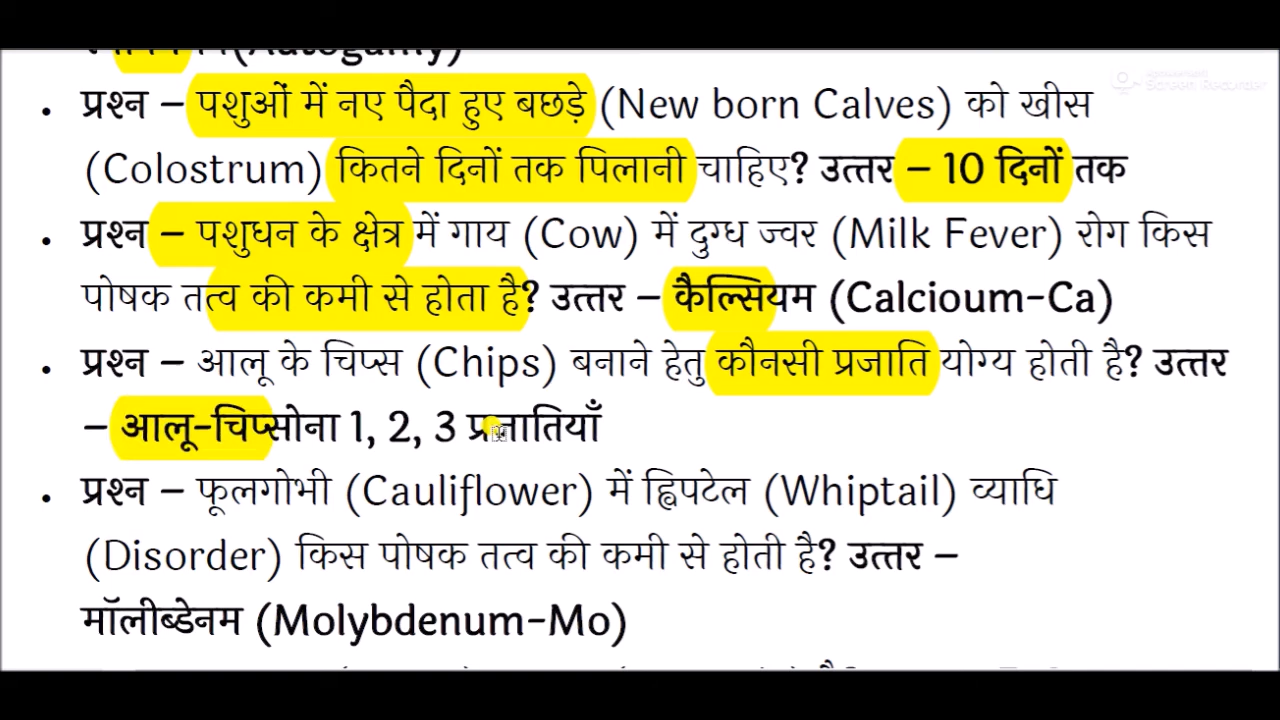 • प्रश्न – पशुओं में नए पैदा हुए बछड़े (New born Calves) को खीस
(Colostrum) कितने दिनों तक पिलानी चाहिए? उत्तर – 10 दिनों तक
• प्रश्न – पशुधन के क्षेत्र में गाय (Cow) में दुग्ध ज्वर (Milk Fever) रोग किस
पोषक तत्व की कमी से होता है? उत्तर – कैल्सियम (Calcioum-Ca)
• प्रश्न – आलू के चिप्स (Chips) बनाने हेतु कौनसी प्रजाति योग्य होती है? उत्तर
– आलू-चिप्सोना 1, 2, 3 प्रजातियाँ
• प्रश्न – फूलगोभी (Cauliflower) में ह्विपटेल (Whiptail) व्याधि
(Disorder) किस पोषक तत्व की कमी से होती है? उत्तर –
मॉलीब्डेनम (Molybdenum-Mo)
Screen Recorder